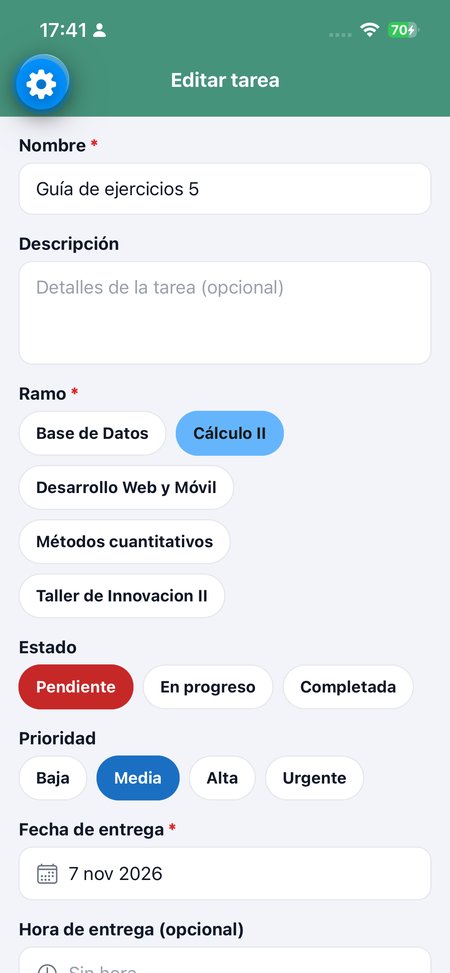 17:41
70
Editar tarea
Nombre *
Guía de ejercicios 5
Descripción
Detalles de la tarea (opcional)
Ramo *
Base de Datos Cálculo II
Desarrollo Web y Móvil
Métodos cuantitativos
Taller de Innovacion II
Estado
Pendiente En progreso Completada
Prioridad
Baja Media Alta Urgente
Fecha de entrega *
7 nov 2026
Hora de entrega (opcional)
Sin hora